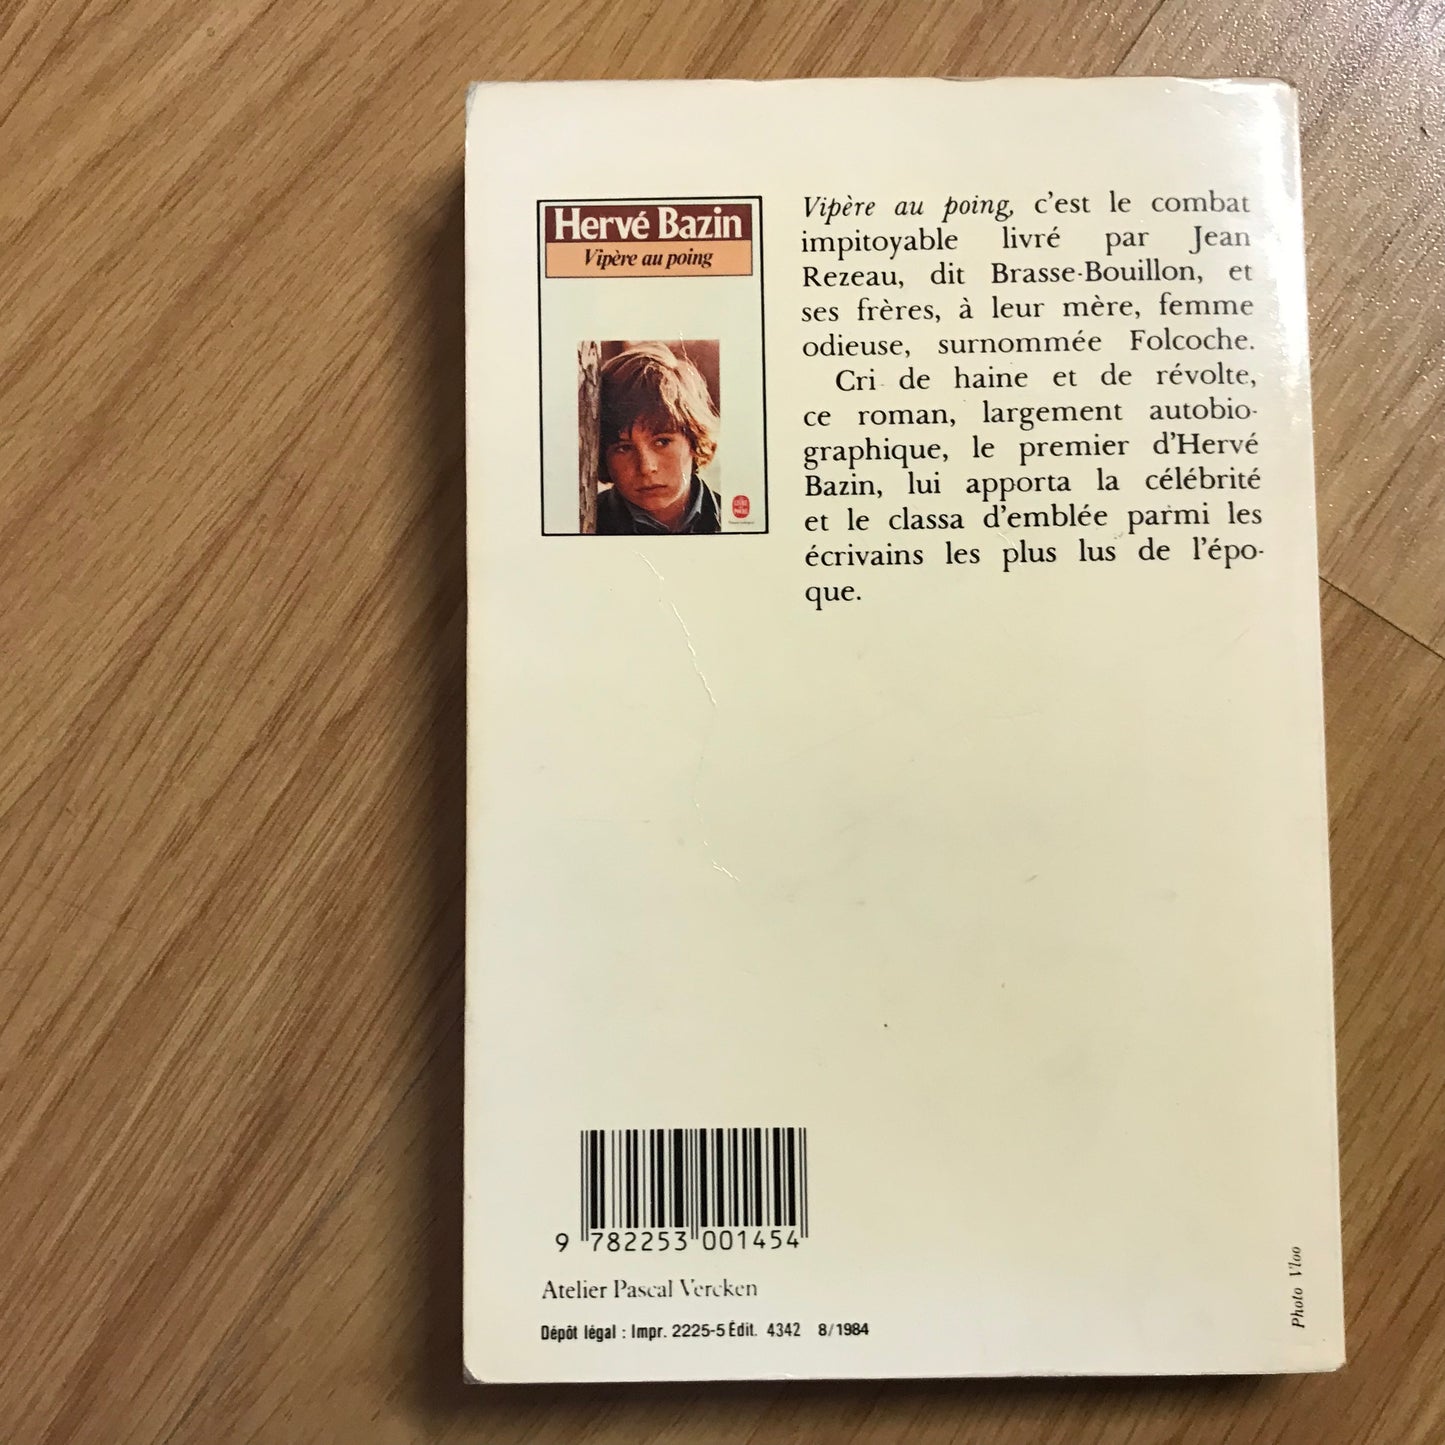 Hervé Bazin
Vipère au poing
Vipère au poing, c'est le combat
impitoyable livré par Jean
Rezeau, dit Brasse-Bouillon, et
ses frères, à leur mère, femme
odieuse, surnommée Folcoche.
Cri de haine et de révolte,
ce roman, largement autobio-
graphique, le premier d'Hervé
Bazin, lui apporta la célébrité
et le classa d'emblée parmi les
écrivains les plus lus de l'épo-
que.
9 782253 001454
Atelier Pascal Vercken
Dépôt légal : Impr. 2225-5 Édit. 4342 8/1984
Photo Vloo